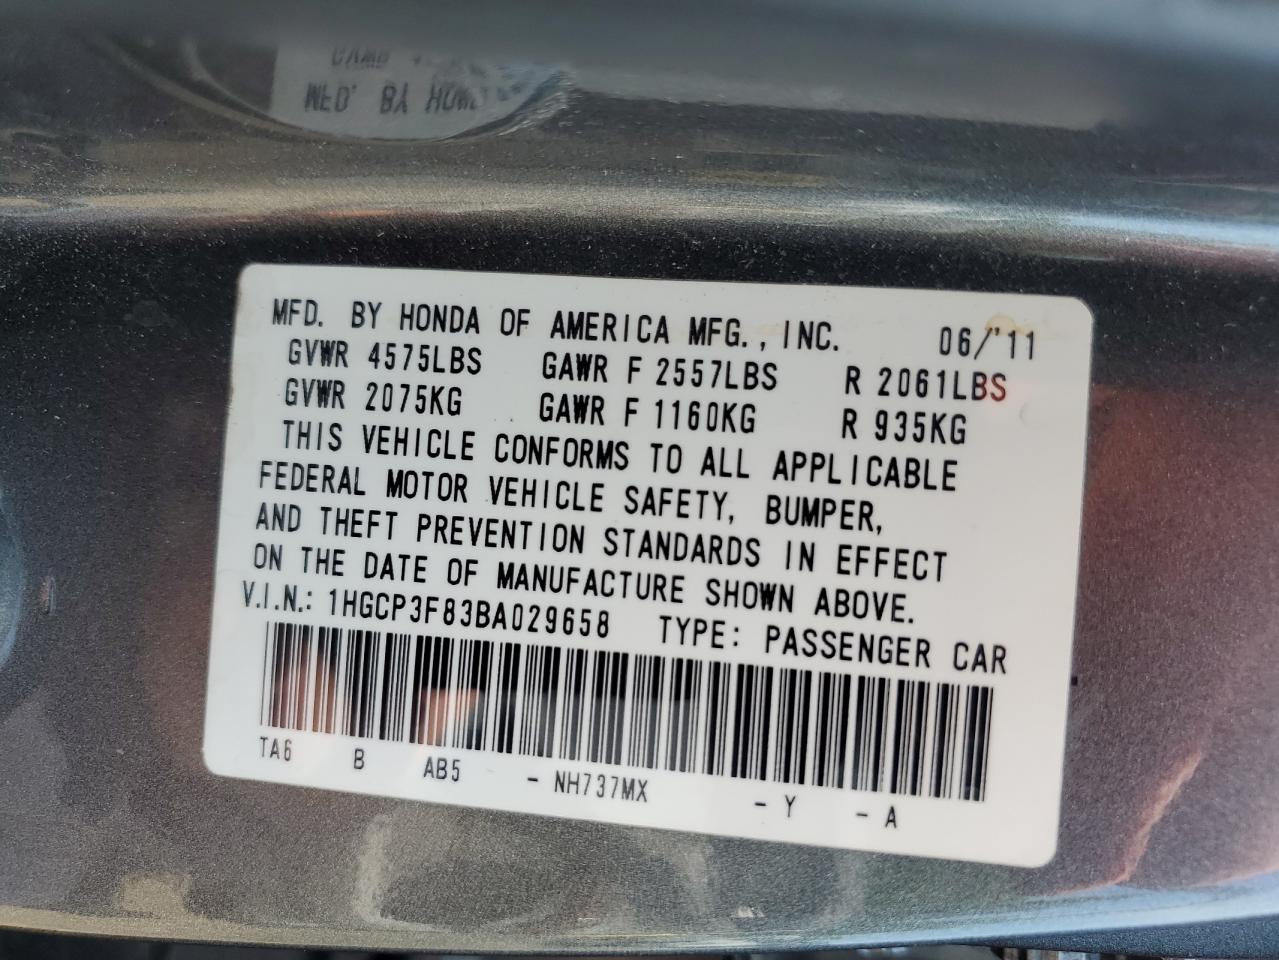 MFD. BY HONDA OF AMERICA MFG., INC. 06/'11
GVWR 4575LBS GAWR F 2557LBS R 2061LBS
GVWR 2075KG GAWR F 1160KG R 935KG
THIS VEHICLE CONFORMS TO ALL APPLICABLE
FEDERAL MOTOR VEHICLE SAFETY, BUMPER,
AND THEFT PREVENTION STANDARDS IN EFFECT
ON THE DATE OF MANUFACTURE SHOWN ABOVE.
V.I.N.: 1HGCP3F83BA029658 TYPE: PASSENGER CAR
TA6 B AB5 - NH737MX - Y - A